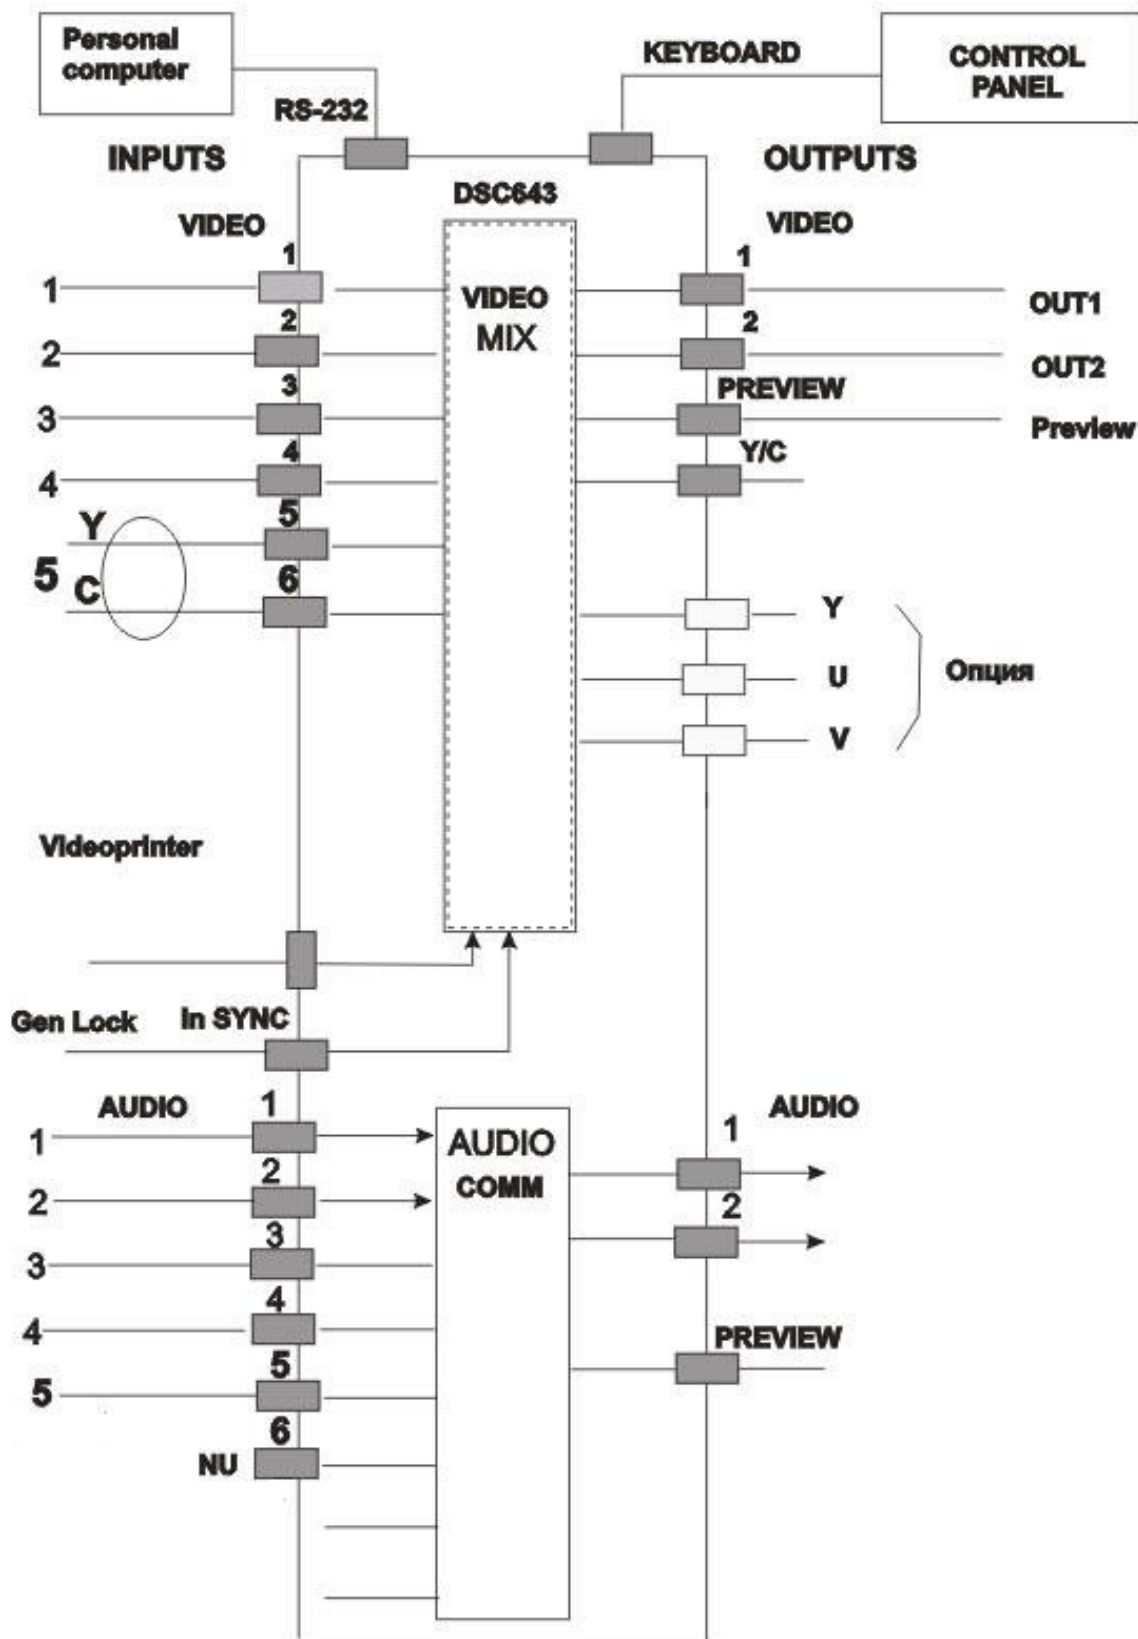 Personal
computer
KEYBOARD
CONTROL
PANEL
RS-232
INPUTS
OUTPUTS
DSC643
VIDEO
VIDEO
1
1
1
VIDEO
MIX
OUT1
2
2
2
OUT2
3
3
PREVIEW
Preview
4
4
Y/C
Y
5
5
C
6
Y
U
Опция
V
Videoprinter
Gen Lock
In SYNC
AUDIO
1
AUDIO
1
1
AUDIO
COMM
2
2
2
3
3
4
4
PREVIEW
5
5
6
NU